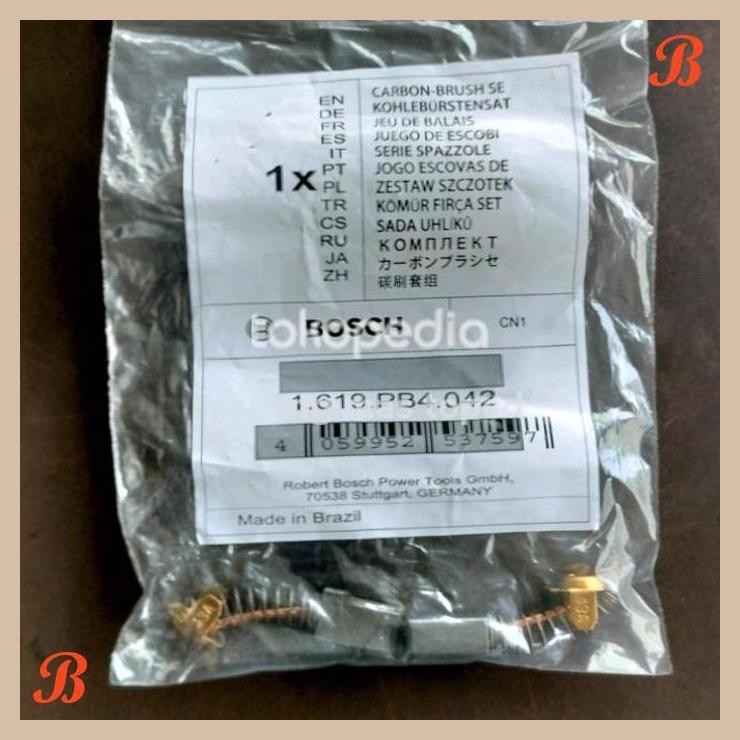 B
EN CARBON-BRUSH SE
DE KOHLEBÜRSTENSAT
FR JEU DE BALAIS
ES JUEGO DE ESCOBI
IT SERIE SPAZZOLE
1x PT JOGO ESCOVAS DE
PL ZESTAW SZCZOTEK
TR KÖMÜR FIRÇA SET
CS SADA UHLÍKŮ
RU КОМПЛЕКТ
JA カーボンブラシセ
ZH 碳刷套组
BOSCH CN1
tokopedia
1.619.PB4.042
4 059952 537597
Robert Bosch Power Tools GmbH,
70538 Stuttgart, GERMANY
Made in Brazil
B